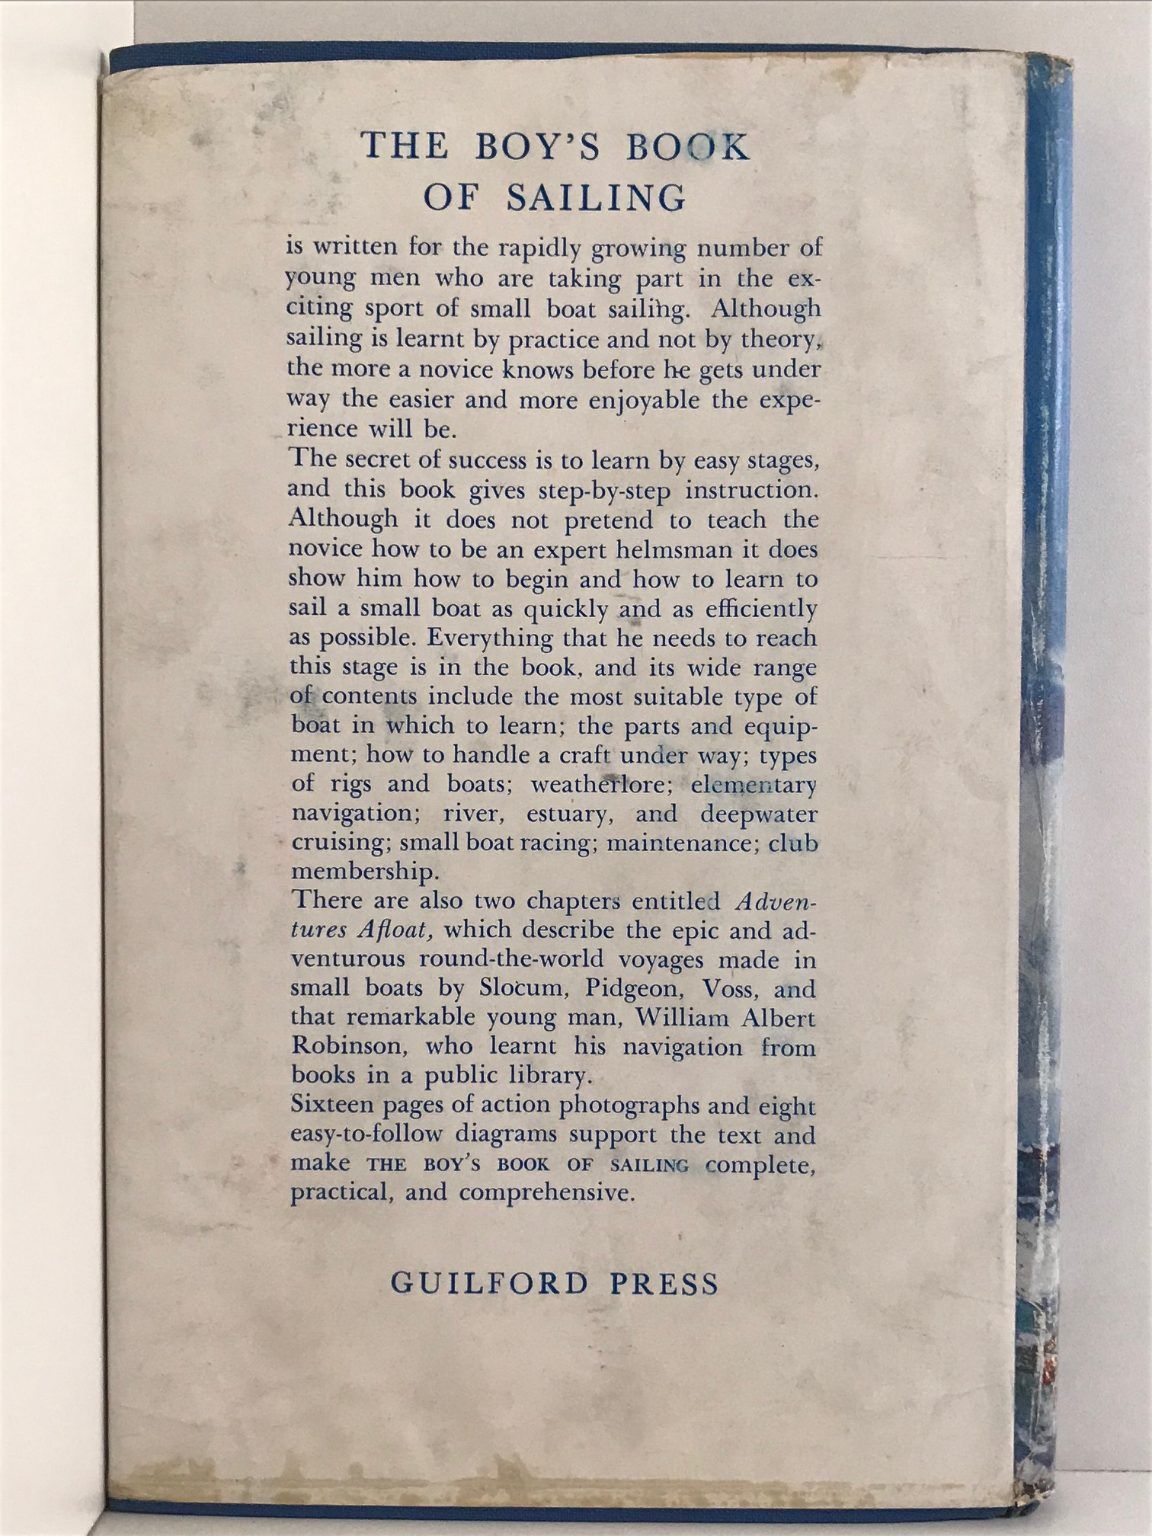 THE BOY'S BOOK
OF SAILING
is written for the rapidly growing number of
young men who are taking part in the ex-
citing sport of small boat sailing. Although
sailing is learnt by practice and not by theory,
the more a novice knows before he gets under
way the easier and more enjoyable the expe-
rience will be.
The secret of success is to learn by easy stages,
and this book gives step-by-step instruction.
Although it does not pretend to teach the
novice how to be an expert helmsman it does
show him how to begin and how to learn to
sail a small boat as quickly and as efficiently
as possible. Everything that he needs to reach
this stage is in the book, and its wide range
of contents include the most suitable type of
boat in which to learn; the parts and equip-
ment; how to handle a craft under way; types
of rigs and boats; weatherlore; elementary
navigation; river, estuary, and deepwater
cruising; small boat racing; maintenance; club
membership.
There are also two chapters entitled Adven-
tures Afloat, which describe the epic and ad-
venturous round-the-world voyages made in
small boats by Slocum, Pidgeon, Voss, and
that remarkable young man, William Albert
Robinson, who learnt his navigation from
books in a public library.
Sixteen pages of action photographs and eight
easy-to-follow diagrams support the text and
make THE BOY'S BOOK OF SAILING complete,
practical, and comprehensive.
GUILFORD PRESS